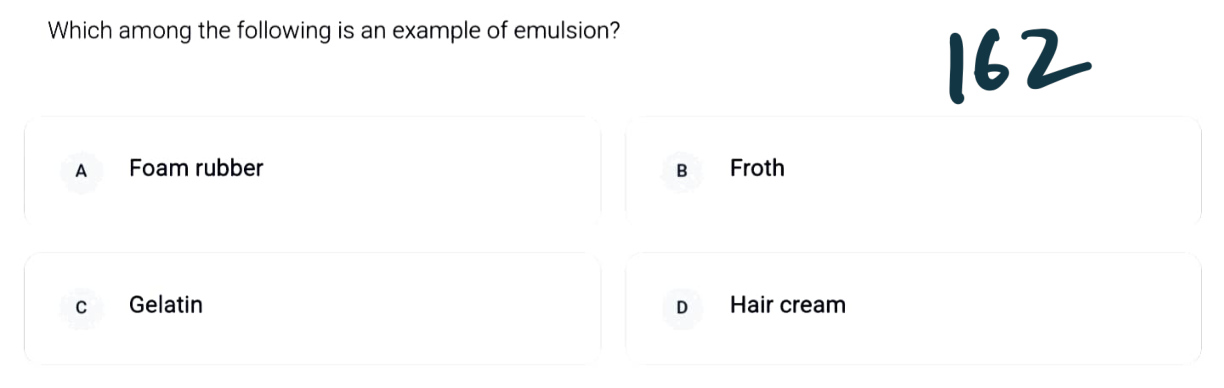 Which among the following is an example of emulsion?
162
A Foam rubber
B Froth
C Gelatin
D Hair cream